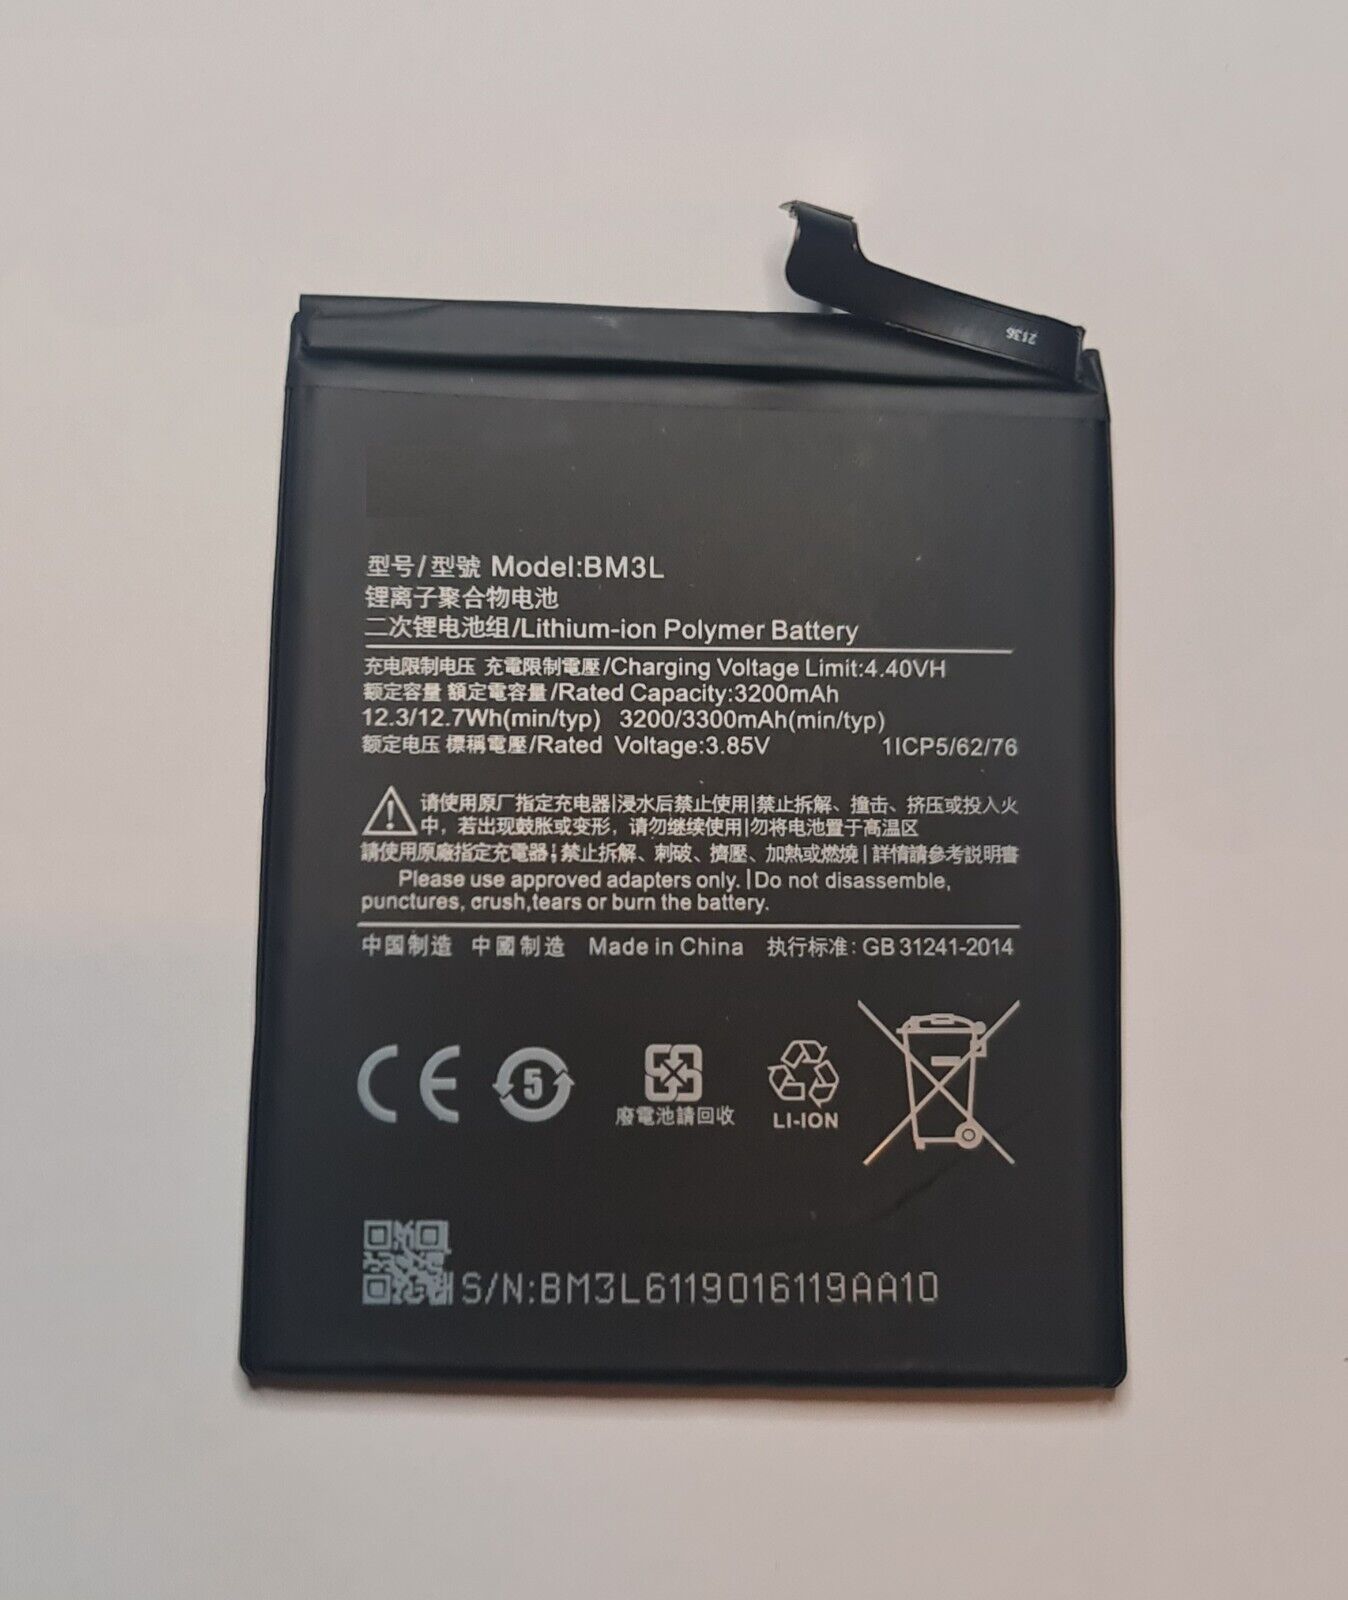 2136
型号/型號 Model:BM3L
锂离子聚合物电池
二次锂电池组/Lithium-ion Polymer Battery
充电限制电压 充電限制電壓/Charging Voltage Limit:4.40VH
额定容量 額定電容量/Rated Capacity:3200mAh
12.3/12.7Wh(min/typ) 3200/3300mAh(min/typ)
额定电压 標稱電壓/Rated Voltage:3.85V 1ICP5/62/76
请使用原厂指定充电器|浸水后禁止使用|禁止拆解、撞击、挤压或投入火
中，若出现鼓胀或变形，请勿继续使用|勿将电池置于高温区
請使用原廠指定充電器|禁止拆解、刺破、擠壓、加熱或燃燒|詳情請參考說明書
Please use approved adapters only.|Do not disassemble,
punctures, crush,tears or burn the battery.
中国制造 中國制造 Made in China 执行标准: GB 31241-2014
CE 5 廢電池請回收 LI-ION
S/N:BM3L6119016119AA10